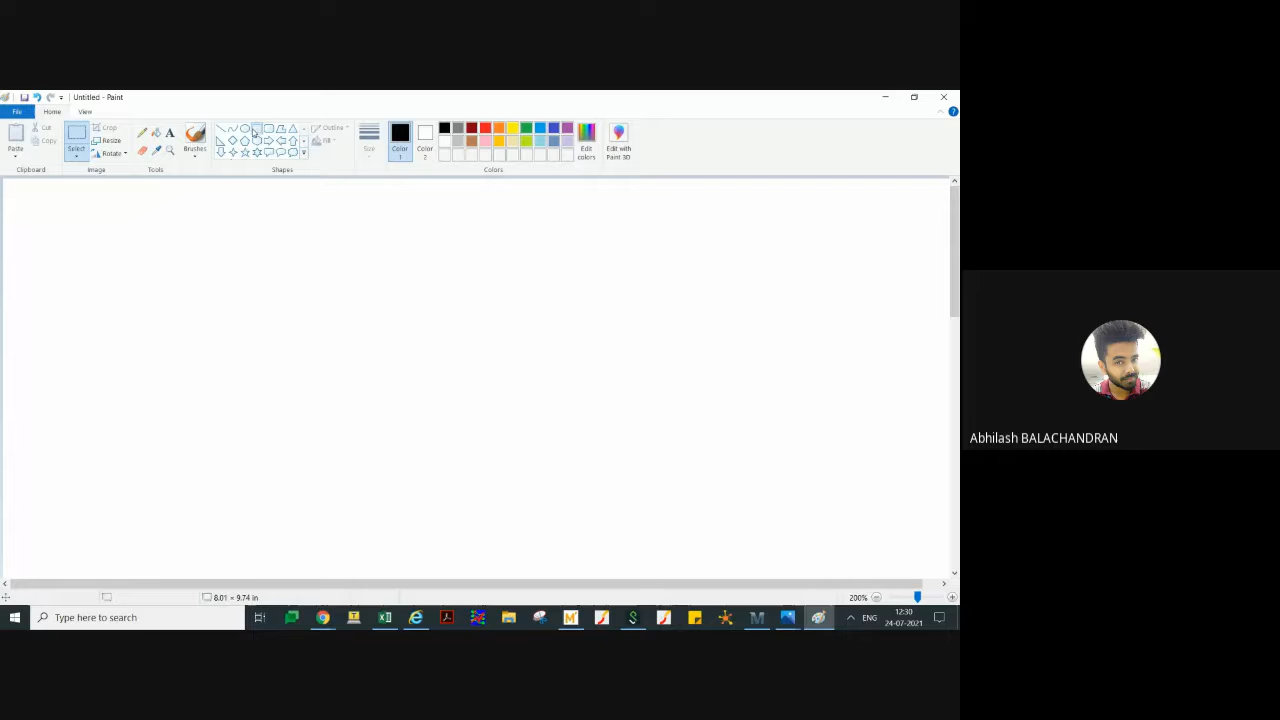 Untitled - Paint
File Home View
Cut Crop Outline
Copy Resize Fill
Paste Select Rotate Brushes Size Color 1 Color 2 Edit colors Edit with Paint 3D
Clipboard Image Tools Shapes Colors
Abhilash BALACHANDRAN
8.01 × 9.74 in 200%
Type here to search ENG 12:30
24-07-2021